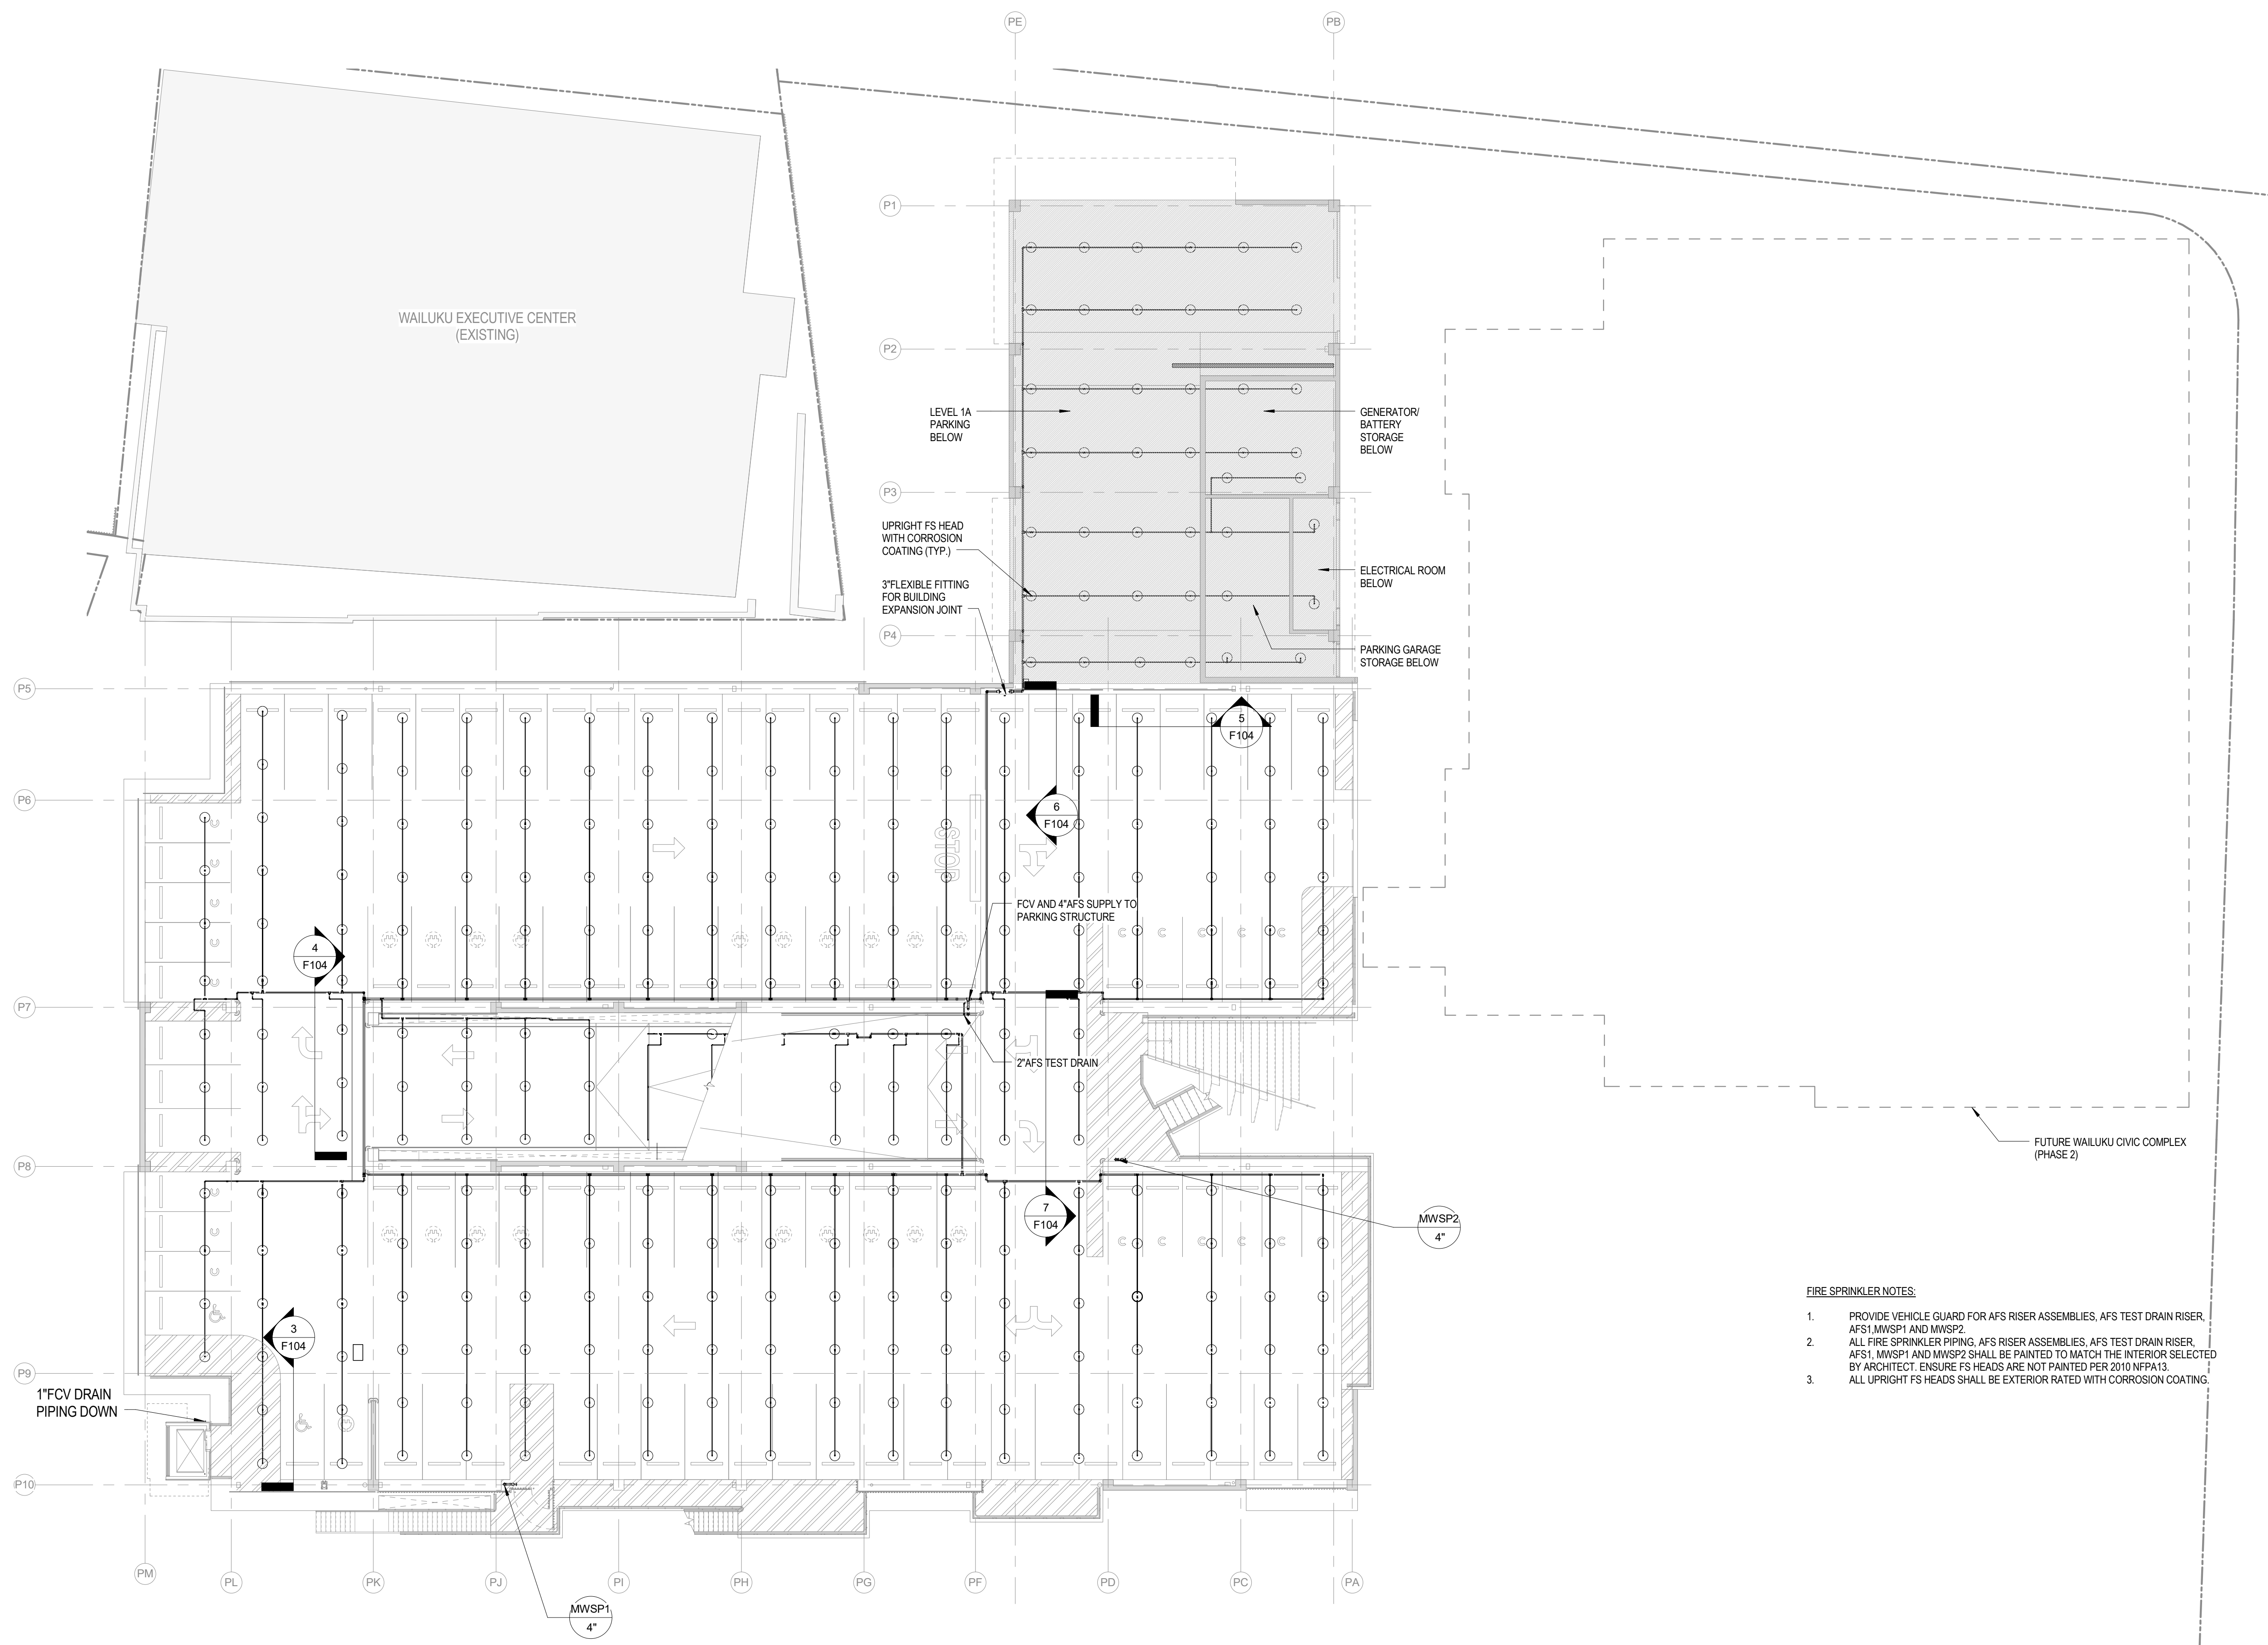 PE
PB
P1
WAILUKU EXECUTIVE CENTER
(EXISTING)
P2
LEVEL 1A
PARKING
BELOW
GENERATOR/
BATTERY
STORAGE
BELOW
P3
UPRIGHT FS HEAD
WITH CORROSION
COATING (TYP.)
3"FLEXIBLE FITTING
FOR BUILDING
EXPANSION JOINT
ELECTRICAL ROOM
BELOW
P4
PARKING GARAGE
STORAGE BELOW
P5
5
F104
P6
6
F104
STOP
FCV AND 4"AFS SUPPLY TO
PARKING STRUCTURE
4
F104
C
C
C
C
C
C
C
C
C
C
P7
2"AFS TEST DRAIN
FUTURE WAILUKU CIVIC COMPLEX
(PHASE 2)
P8
7
F104
MWSP2
4"
C
C
C
C
C
C
C
C
FIRE SPRINKLER NOTES:
1. PROVIDE VEHICLE GUARD FOR AFS RISER ASSEMBLIES, AFS TEST DRAIN RISER,
AFS1,MWSP1 AND MWSP2.
2. ALL FIRE SPRINKLER PIPING, AFS RISER ASSEMBLIES, AFS TEST DRAIN RISER,
AFS1, MWSP1 AND MWSP2 SHALL BE PAINTED TO MATCH THE INTERIOR SELECTED
BY ARCHITECT. ENSURE FS HEADS ARE NOT PAINTED PER 2010 NFPA13.
3. ALL UPRIGHT FS HEADS SHALL BE EXTERIOR RATED WITH CORROSION COATING.
3
F104
P9
1"FCV DRAIN
PIPING DOWN
P10
PM
PL
PK
PJ
PI
PH
PG
PF
PD
PC
PA
MWSP1
4"